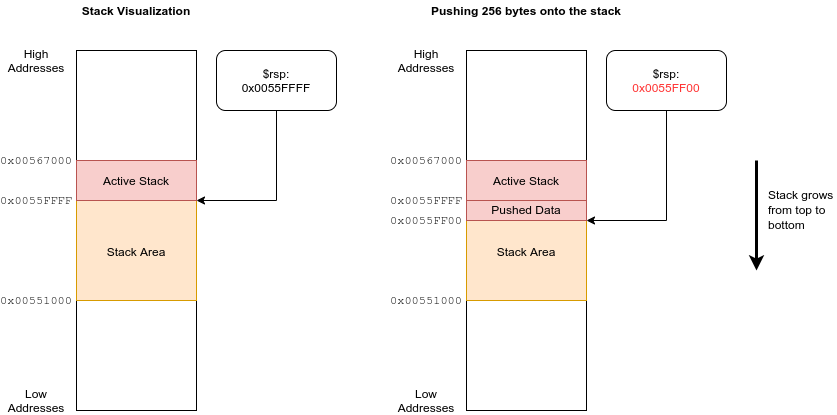 Stack Visualization
High
Addresses
$rsp:
0x0055FFFF
0x00567000
Active Stack
0x0055FFFF
Stack Area
0x00551000
Low
Addresses
Pushing 256 bytes onto the stack
High
Addresses
$rsp:
0x0055FF00
0x00567000
Active Stack
0x0055FFFF
Pushed Data
0x0055FF00
Stack Area
0x00551000
Low
Addresses
Stack grows
from top to
bottom